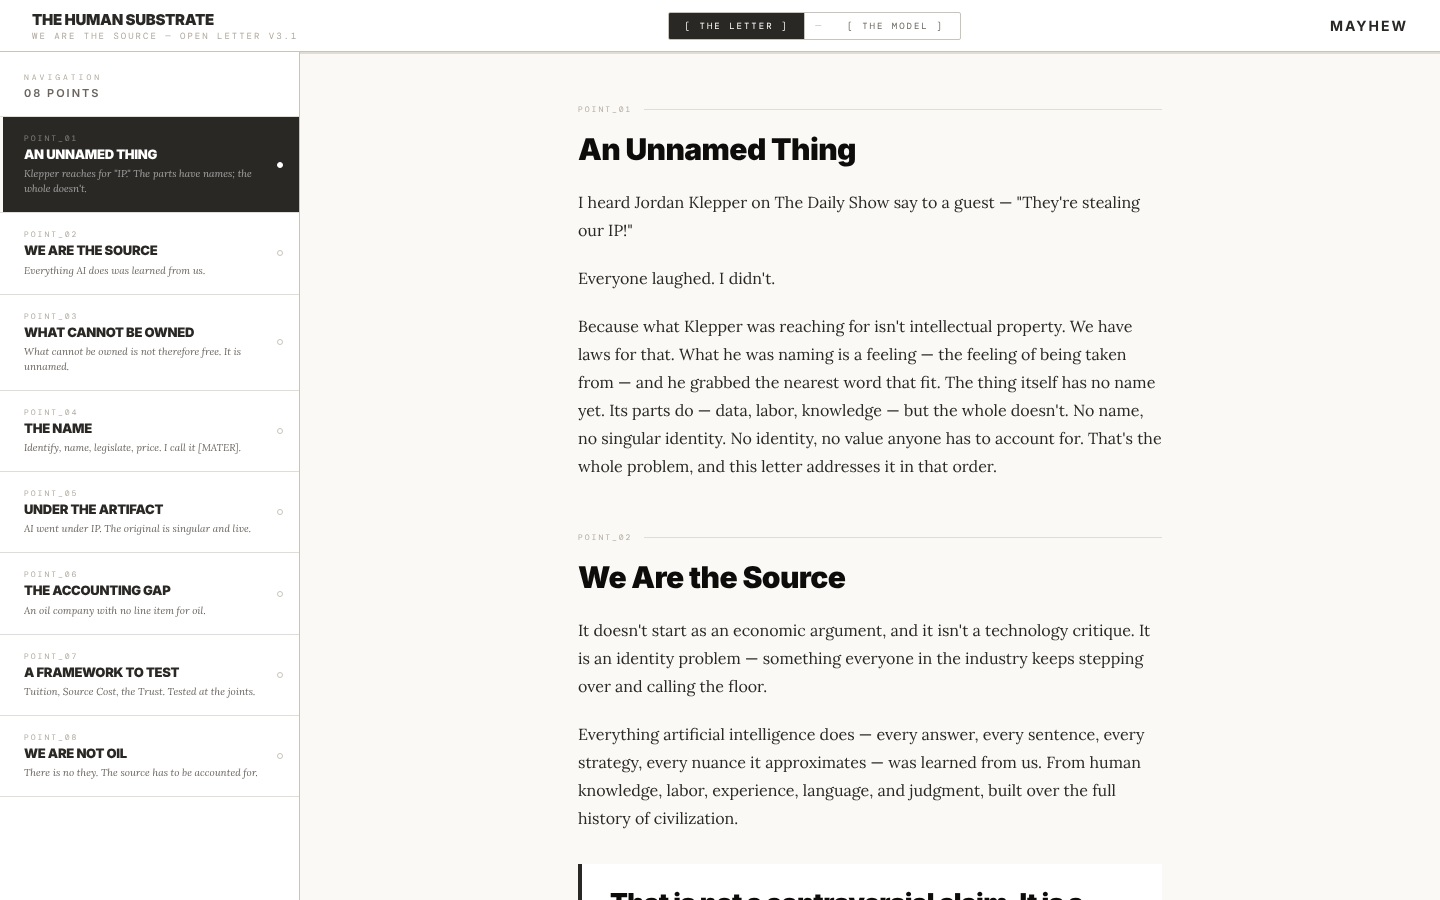 THE HUMAN SUBSTRATE
WE ARE THE SOURCE — OPEN LETTER V3.1
[ THE LETTER ]
—
[ THE MODEL ]
MAYHEW
NAVIGATION
08 POINTS
POINT_01
AN UNNAMED THING
Klepper reaches for "IP." The parts have names; the
whole doesn't.
POINT_02
WE ARE THE SOURCE
Everything AI does was learned from us.
POINT_03
WHAT CANNOT BE OWNED
What cannot be owned is not therefore free. It is
unnamed.
POINT_04
THE NAME
Identify, name, legislate, price. I call it [MATER].
POINT_05
UNDER THE ARTIFACT
AI went under IP. The original is singular and live.
POINT_06
THE ACCOUNTING GAP
An oil company with no line item for oil.
POINT_07
A FRAMEWORK TO TEST
Tuition, Source Cost, the Trust. Tested at the joints.
POINT_08
WE ARE NOT OIL
There is no they. The source has to be accounted for.
POINT_01
An Unnamed Thing
I heard Jordan Klepper on The Daily Show say to a guest — "They're stealing
our IP!"
Everyone laughed. I didn't.
Because what Klepper was reaching for isn't intellectual property. We have
laws for that. What he was naming is a feeling — the feeling of being taken
from — and he grabbed the nearest word that fit. The thing itself has no name
yet. Its parts do — data, labor, knowledge — but the whole doesn't. No name,
no singular identity. No identity, no value anyone has to account for. That's the
whole problem, and this letter addresses it in that order.
POINT_02
We Are the Source
It doesn't start as an economic argument, and it isn't a technology critique. It
is an identity problem — something everyone in the industry keeps stepping
over and calling the floor.
Everything artificial intelligence does — every answer, every sentence, every
strategy, every nuance it approximates — was learned from us. From human
knowledge, labor, experience, language, and judgment, built over the full
history of civilization.
That is not a controversial claim. It is a